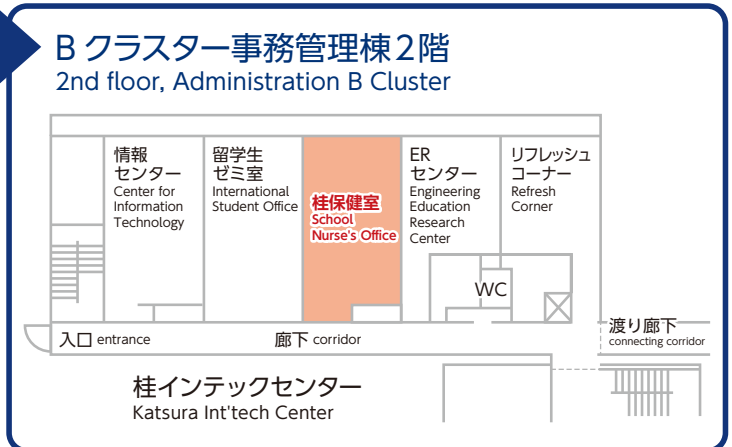 B クラスター事務管理棟2階
2nd floor, Administration B Cluster
情報
センター
Center for
Information
Technology
留学生
ゼミ室
International
Student Office
桂保健室
School
Nurse's Office
ER
センター
Engineering
Education
Research
Center
リフレッシュ
コーナー
Refresh
Corner
WC
入口 entrance
廊下 corridor
渡り廊下
connecting corridor
桂インテックセンター
Katsura Int'tech Center